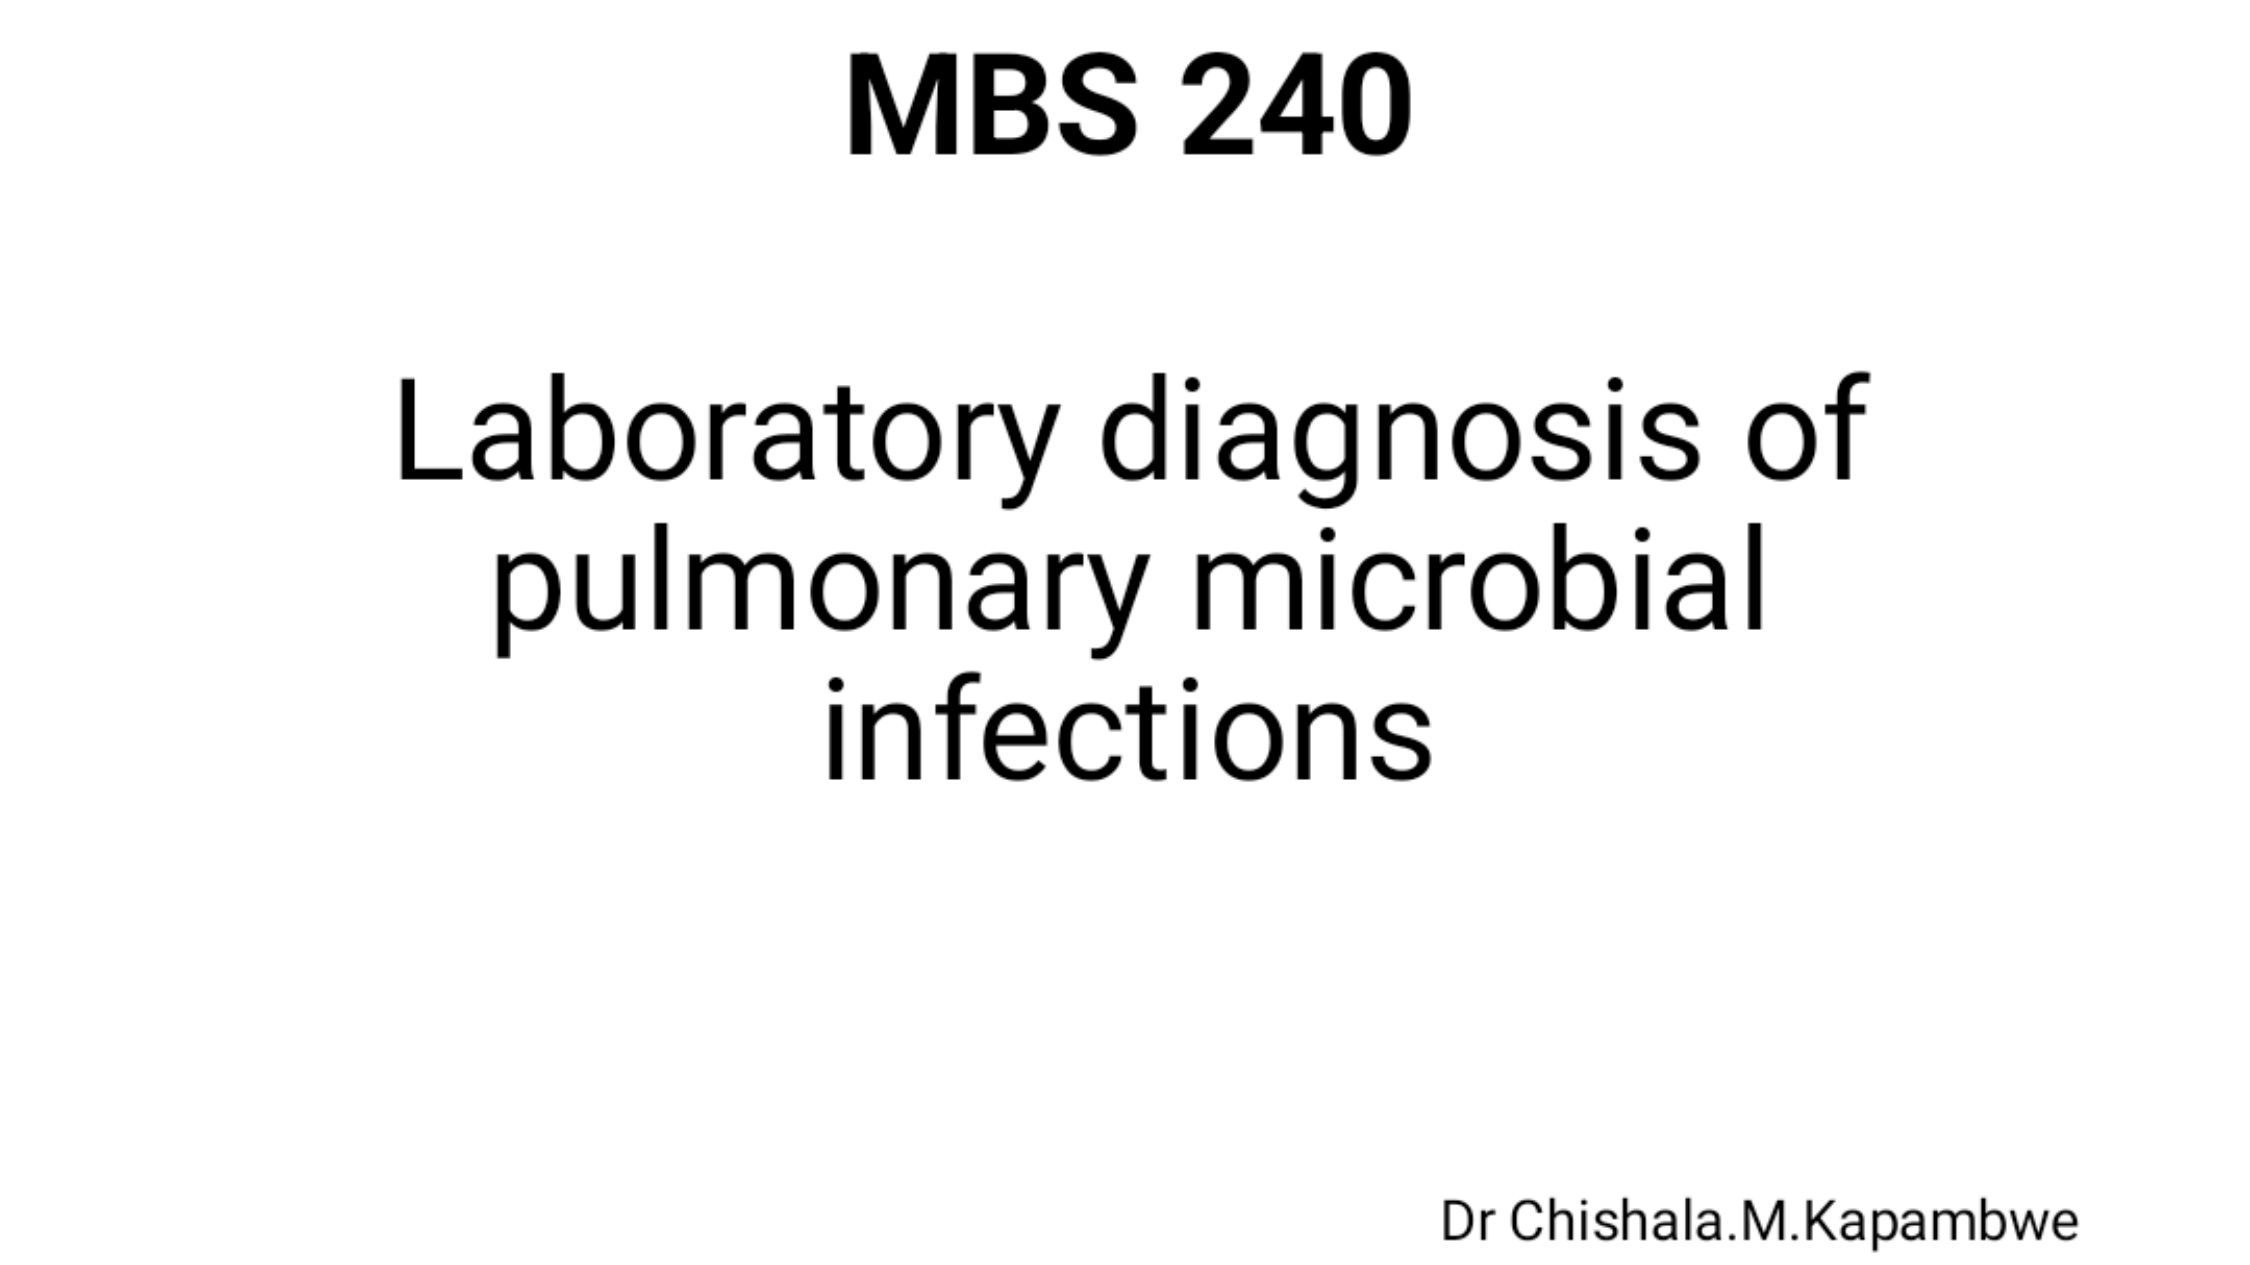 MBS 240
Laboratory diagnosis of
pulmonary microbial
infections
Dr Chishala.M.Kapambwe